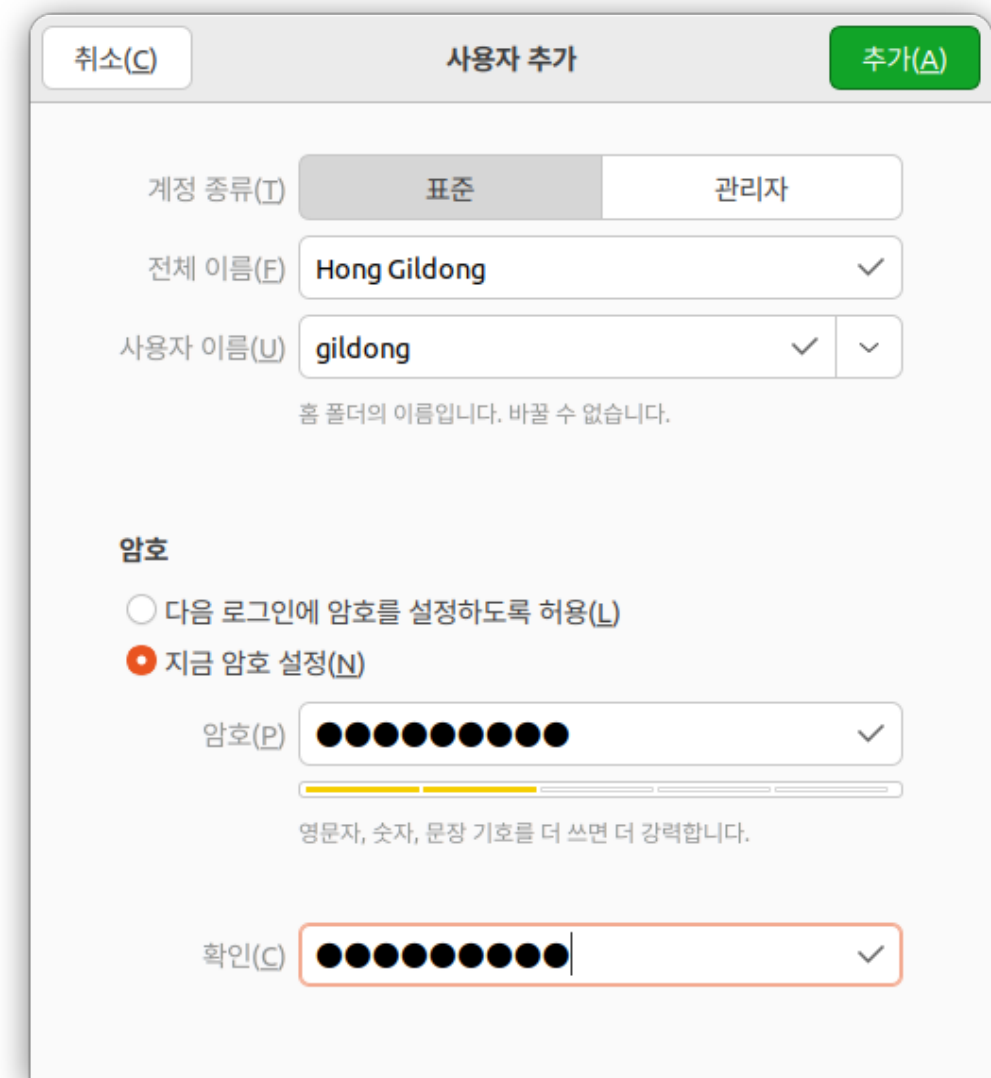 취소(C) 사용자 추가 추가(A)
계정 종류(T) 표준 관리자
전체 이름(F) Hong Gildong
사용자 이름(U) gildong
홈 폴더의 이름입니다. 바꿀 수 없습니다.
암호
다음 로그인에 암호를 설정하도록 허용(L)
지금 암호 설정(N)
암호(P) ●●●●●●●●●
영문자, 숫자, 문장 기호를 더 쓰면 더 강력합니다.
확인(C) ●●●●●●●●●